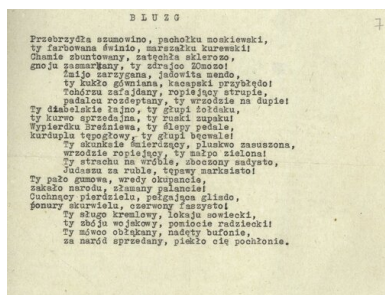 BLUZG
7
Przebrzydła szumowino, pachołku moskiewski,
ty farbowana świnio, marszałku kurewski!
Chamie zbuntowany, zatęchła sklerozo,
gnoju zasmarkany, ty zdrajco ZOmozo!
Żmijo zarzygana, jadowita mendo,
ty kukło gówniana, kacapski przybłędo!
Tchórzu zafajdany, ropiejący strupie,
padalcu rozdeptany, ty wrzodzie na dupie!
Ty diabelskie łajno, ty głupi żołdaku,
ty kurwo sprzedajna, ty ruski zupaku!
Wypierdku Breżniewa, ty ślepy pedale,
kurduplu tępogłowy, ty głupi bęcwale!
Ty skunksie śmierdzący, pluskwo zasuszona,
wrzodzie ropiejący, ty małpo zielona!
Ty strachu na wróble, zboczony sadysto,
Judaszu za ruble, tępawy marksisto!
Ty pało gumowa, wredy okupancie,
zakało narodu, złamany palancie!
Cuchnący pierdzielu, pełgająca glisdo,
ponury skurwielu, czerwony faszysto!
Ty sługo kremlowy, lokaju sowiecki,
ty zbóju wojskowy, pomiocie radziecki!
Ty mówco obłąkany, nadęty bufonie,
za naród sprzedany, piekło cię pochłonie.